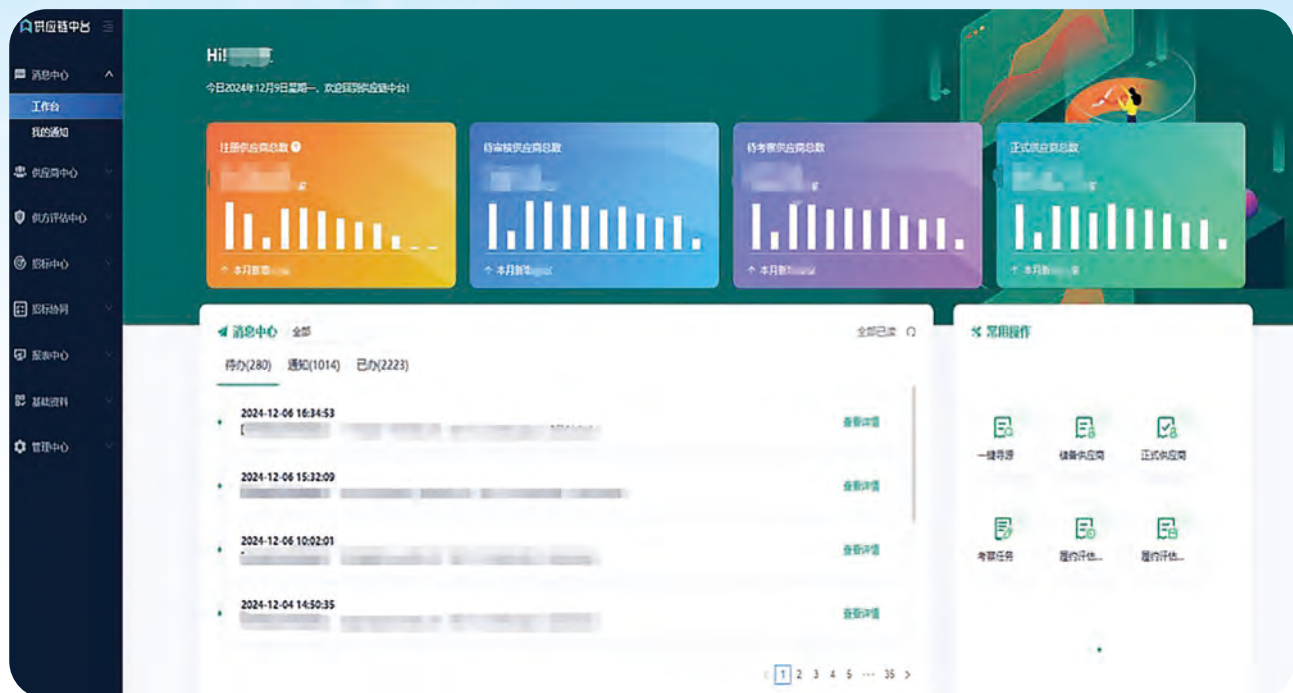 供应链中台
消息中心
工作台
我的通知
供应商中心
供方评估中心
招标中心
招标协同
报表中心
基础资料
管理中心
Hi!
今日2024年12月9日星期一，欢迎回到供应链中台!
注册供应商总数
家
本月新增
待审核供应商总数
家
本月新增
待考察供应商总数
家
本月新增
正式供应商总数
家
本月新增
消息中心 全部
全部已读
待办(280) 通知(1014) 已办(2223)
2024-12-06 16:34:53
查看详情
2024-12-06 15:32:09
查看详情
2024-12-06 10:02:01
查看详情
2024-12-04 14:50:35
查看详情
1 2 3 4 5 ··· 35
常用操作
一键寻源 储备供应商 正式供应商
考察任务 履约评估... 履约评估...